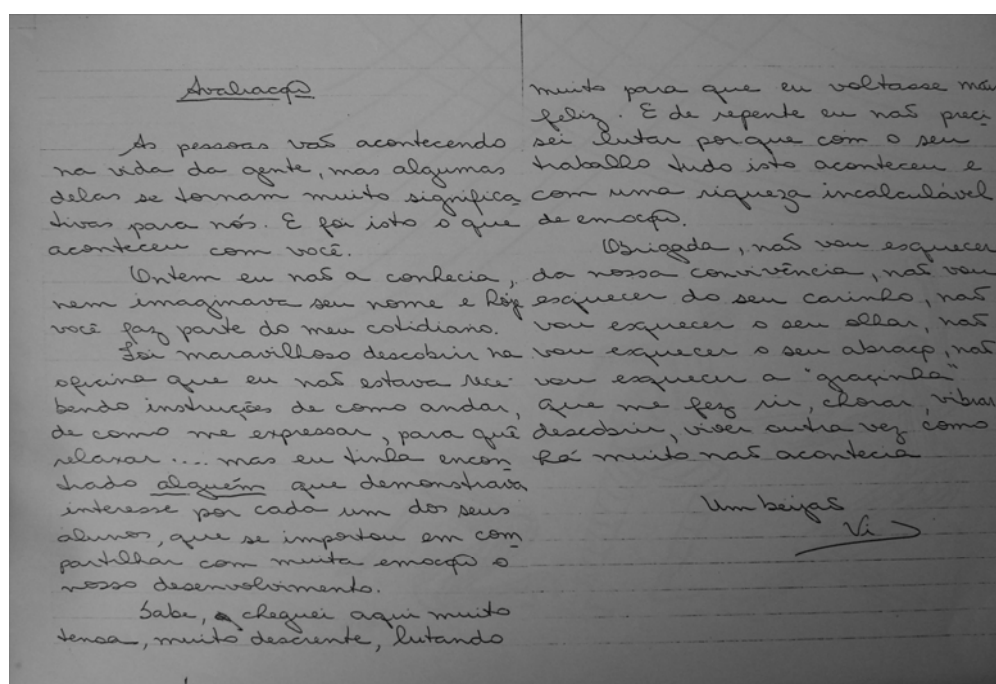 Avaliação
As pessoas vão acontecendo
na vida da gente, mas algumas
delas se tornam muito significa
tivas para nós. E foi isto o que
aconteceu com você.
Ontem eu não a conhecia,
nem imaginava seu nome e hoje
você faz parte do meu cotidiano.
Foi maravilhoso descobrir na
oficina que eu não estava rece-
bendo instruções de como andar,
de como me expressar, para quê
relaxar .... mas eu tinha encon
trado alguém que demonstrava
interesse por cada um dos seus
alunos, que se importou em com
partilhar com muita emoção o
nosso desenvolvimento.
Sabe, cheguei aqui muito
tensa, muito descrente, lutando
muito para que eu voltasse mais
feliz. E de repente eu não preci
sei lutar porque com o seu
trabalho tudo isto aconteceu e
com uma riqueza incalculável
de emoção.
Obrigada, não vou esquecer
da nossa convivência, não vou
esquecer do seu carinho, não
vou esquecer o seu olhar, não
vou esquecer o seu abraço, não
vou esquecer a "graçinha"
que me fez rir, chorar, vibrar
descobrir, viver outra vez como
há muito não acontecia
Um beijão
Vi